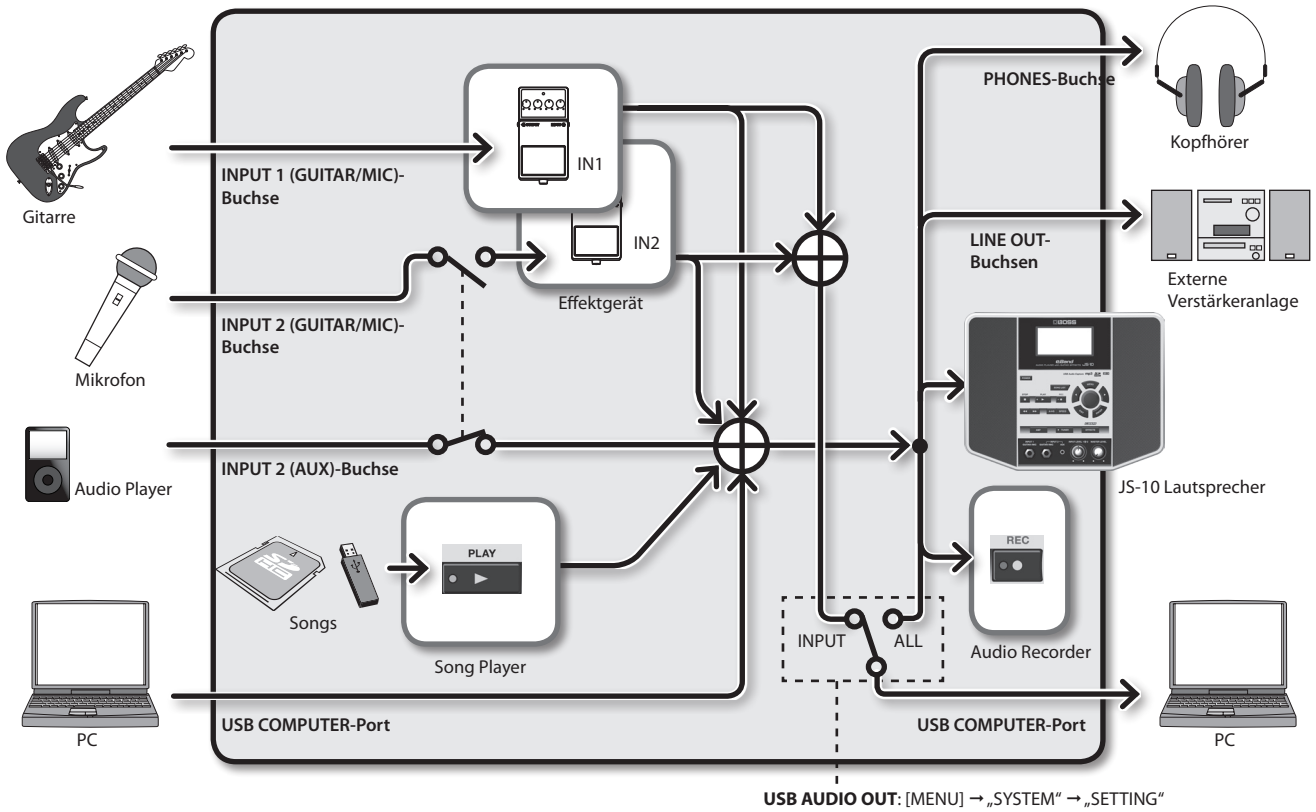 PHONES-Buchse
Kopfhörer
IN1
INPUT 1 (GUITAR/MIC)-
Buchse
Gitarre
IN2
LINE OUT-
Buchsen
Effektgerät
Externe
Verstärkeranlage
INPUT 2 (GUITAR/MIC)-
Buchse
Mikrofon
BOSS
eBand
INPUT 2 (AUX)-Buchse
Audio Player
JS-10 Lautsprecher
PLAY
REC
Songs
INPUT
ALL
Song Player
Audio Recorder
USB COMPUTER-Port
USB COMPUTER-Port
PC
PC
USB AUDIO OUT: [MENU] → „SYSTEM“ → „SETTING“